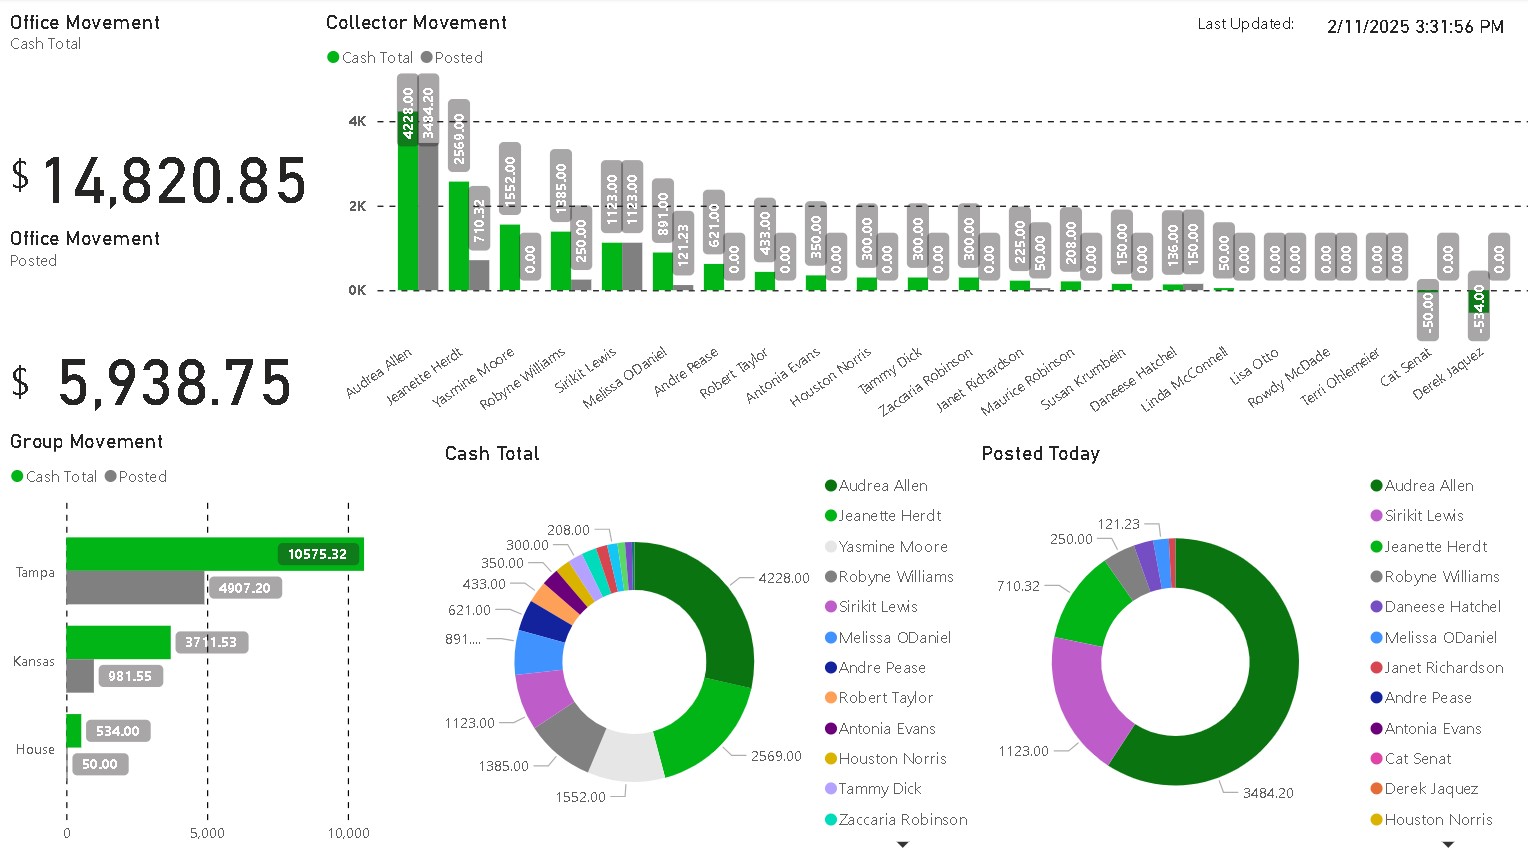 Office Movement
Cash Total
$ 14,820.85
Office Movement
Posted
$ 5,938.75
Collector Movement
Cash Total Posted
Last Updated: 2/11/2025 3:31:56 PM
4K
2K
0K
4228.00 3484.20
2569.00 710.32
1552.00 0.00
1385.00 250.00
1123.00 1123.00
891.00 121.23
621.00 0.00
433.00 0.00
350.00 0.00
300.00 0.00
300.00 0.00
300.00 0.00
225.00 50.00
208.00 0.00
150.00 0.00
136.00 150.00
50.00 0.00
0.00 0.00
0.00 0.00
0.00 0.00
-50.00 0.00
-534.00 0.00
Audrea Allen
Jeanette Herdt
Yasmine Moore
Robyne Williams
Sirikit Lewis
Melissa ODaniel
Andre Pease
Robert Taylor
Antonia Evans
Houston Norris
Tammy Dick
Zaccaria Robinson
Janet Richardson
Maurice Robinson
Susan Krumbein
Daneese Hatchel
Linda McConnell
Lisa Otto
Rowdy McDade
Terri Ohlemeier
Cat Senat
Derek Jaquez
Group Movement
Cash Total Posted
Tampa
10575.32
4907.20
Kansas
3711.53
981.55
House
534.00
50.00
0 5,000 10,000
Cash Total
4228.00
2569.00
1552.00
1385.00
1123.00
891....
621.00
433.00
350.00
300.00
208.00
Audrea Allen
Jeanette Herdt
Yasmine Moore
Robyne Williams
Sirikit Lewis
Melissa ODaniel
Andre Pease
Robert Taylor
Antonia Evans
Houston Norris
Tammy Dick
Zaccaria Robinson
Posted Today
3484.20
1123.00
710.32
250.00
121.23
Audrea Allen
Sirikit Lewis
Jeanette Herdt
Robyne Williams
Daneese Hatchel
Melissa ODaniel
Janet Richardson
Andre Pease
Antonia Evans
Cat Senat
Derek Jaquez
Houston Norris